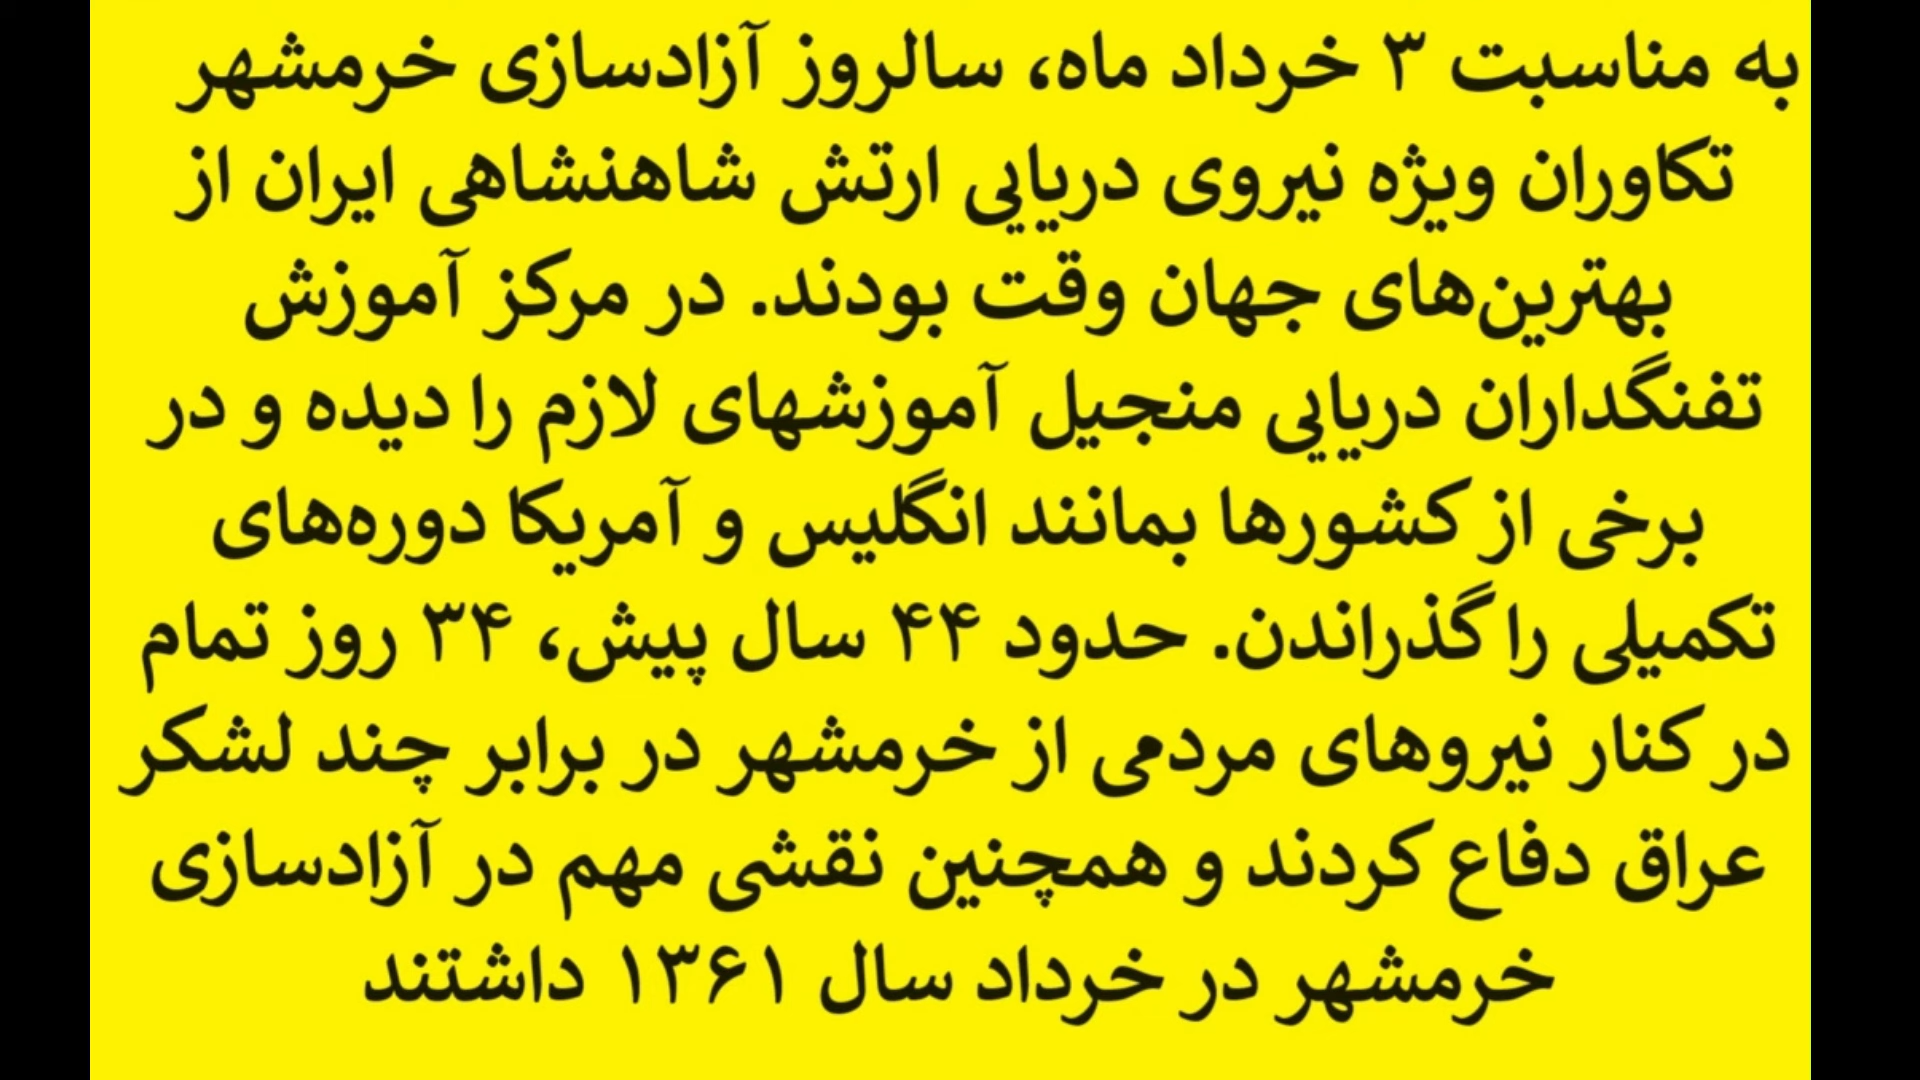 به مناسبت ۳ خرداد ماه، سالروز آزادسازی خرمشهر
تکاوران ویژه نیروی دریایی ارتش شاهنشاهی ایران از
بهترین‌های جهان وقت بودند. در مرکز آموزش
تفنگداران دریایی منجیل آموزشهای لازم را دیده و در
برخی از کشورها بمانند انگلیس و آمریکا دوره‌های
تکمیلی را گذراندن. حدود ۴۴ سال پیش، ۳۴ روز تمام
در کنار نیروهای مردمی از خرمشهر در برابر چند لشکر
عراق دفاع کردند و همچنین نقشی مهم در آزادسازی
خرمشهر در خرداد سال ۱۳۶۱ داشتند